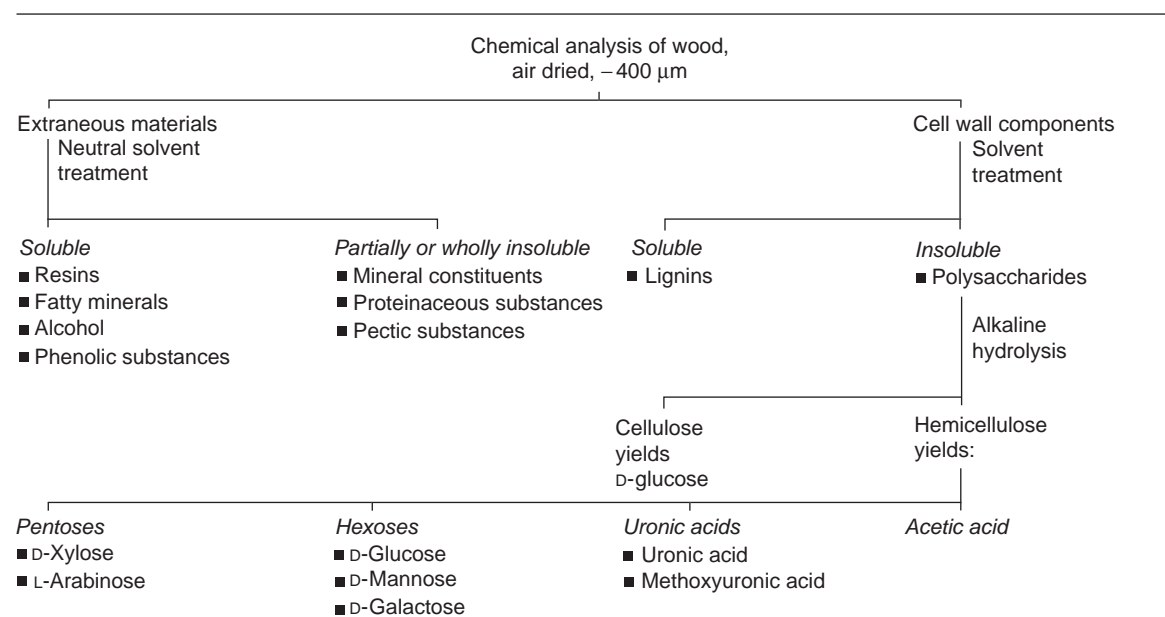 Chemical analysis of wood,
air dried, −400 μm
Extraneous materials
Neutral solvent
treatment
Cell wall components
Solvent
treatment
Soluble
■ Resins
■ Fatty minerals
■ Alcohol
■ Phenolic substances
Partially or wholly insoluble
■ Mineral constituents
■ Proteinaceous substances
■ Pectic substances
Soluble
■ Lignins
Insoluble
■ Polysaccharides
Alkaline
hydrolysis
Cellulose
yields
D-glucose
Hemicellulose
yields:
Pentoses
■ D-Xylose
■ L-Arabinose
Hexoses
■ D-Glucose
■ D-Mannose
■ D-Galactose
Uronic acids
■ Uronic acid
■ Methoxyuronic acid
Acetic acid